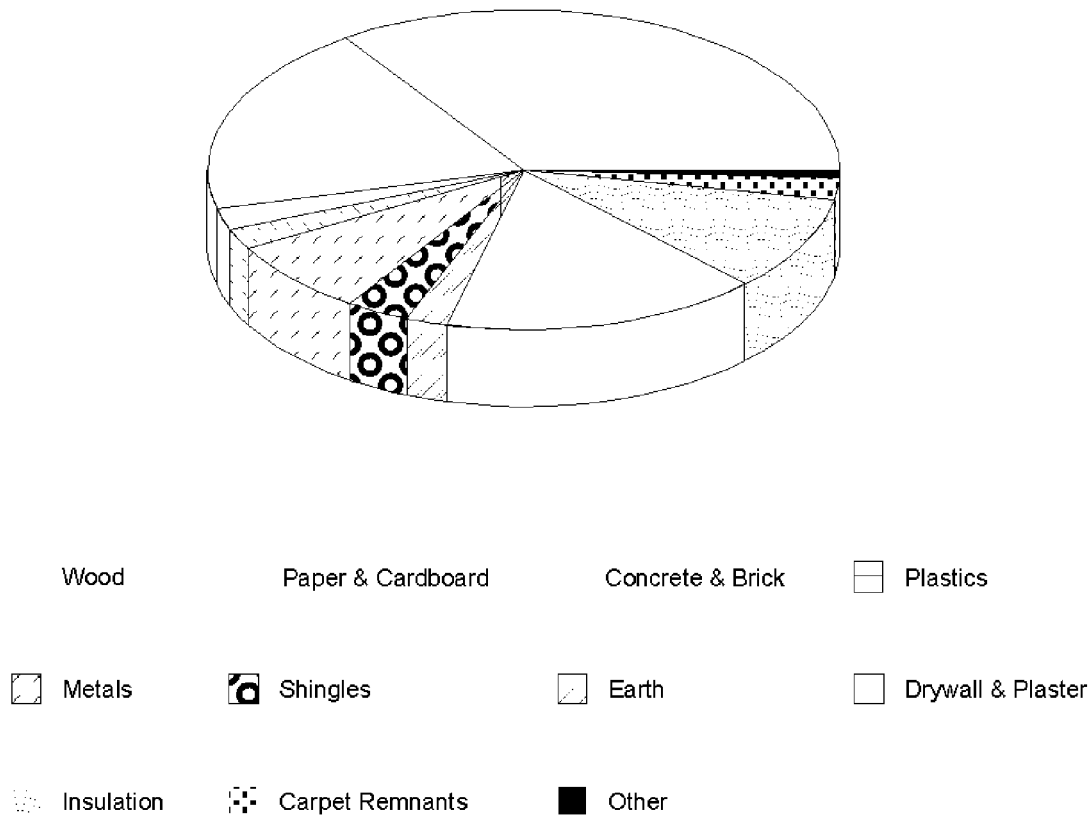 Wood Paper & Cardboard Concrete & Brick Plastics
Metals Shingles Earth Drywall & Plaster
Insulation Carpet Remnants Other